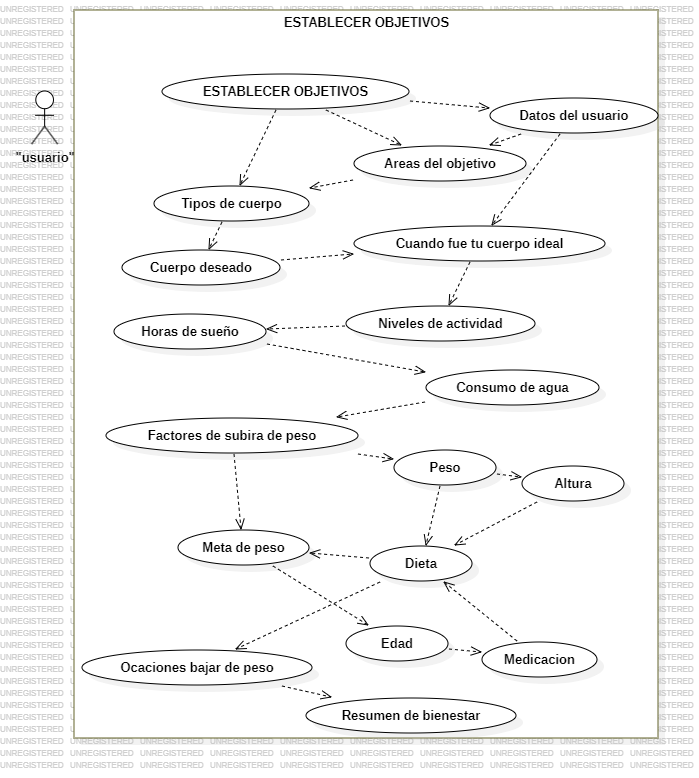 ESTABLECER OBJETIVOS
ESTABLECER OBJETIVOS
Datos del usuario
"usuario"
Areas del objetivo
Tipos de cuerpo
Cuando fue tu cuerpo ideal
Cuerpo deseado
Niveles de actividad
Horas de sueño
Consumo de agua
Factores de subira de peso
Peso
Altura
Meta de peso
Dieta
Edad
Medicacion
Ocaciones bajar de peso
Resumen de bienestar
UNREGISTERED